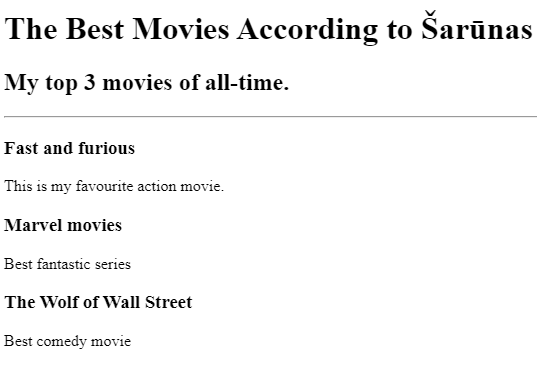 The Best Movies According to Šarūnas
My top 3 movies of all-time.
Fast and furious
This is my favourite action movie.
Marvel movies
Best fantastic series
The Wolf of Wall Street
Best comedy movie